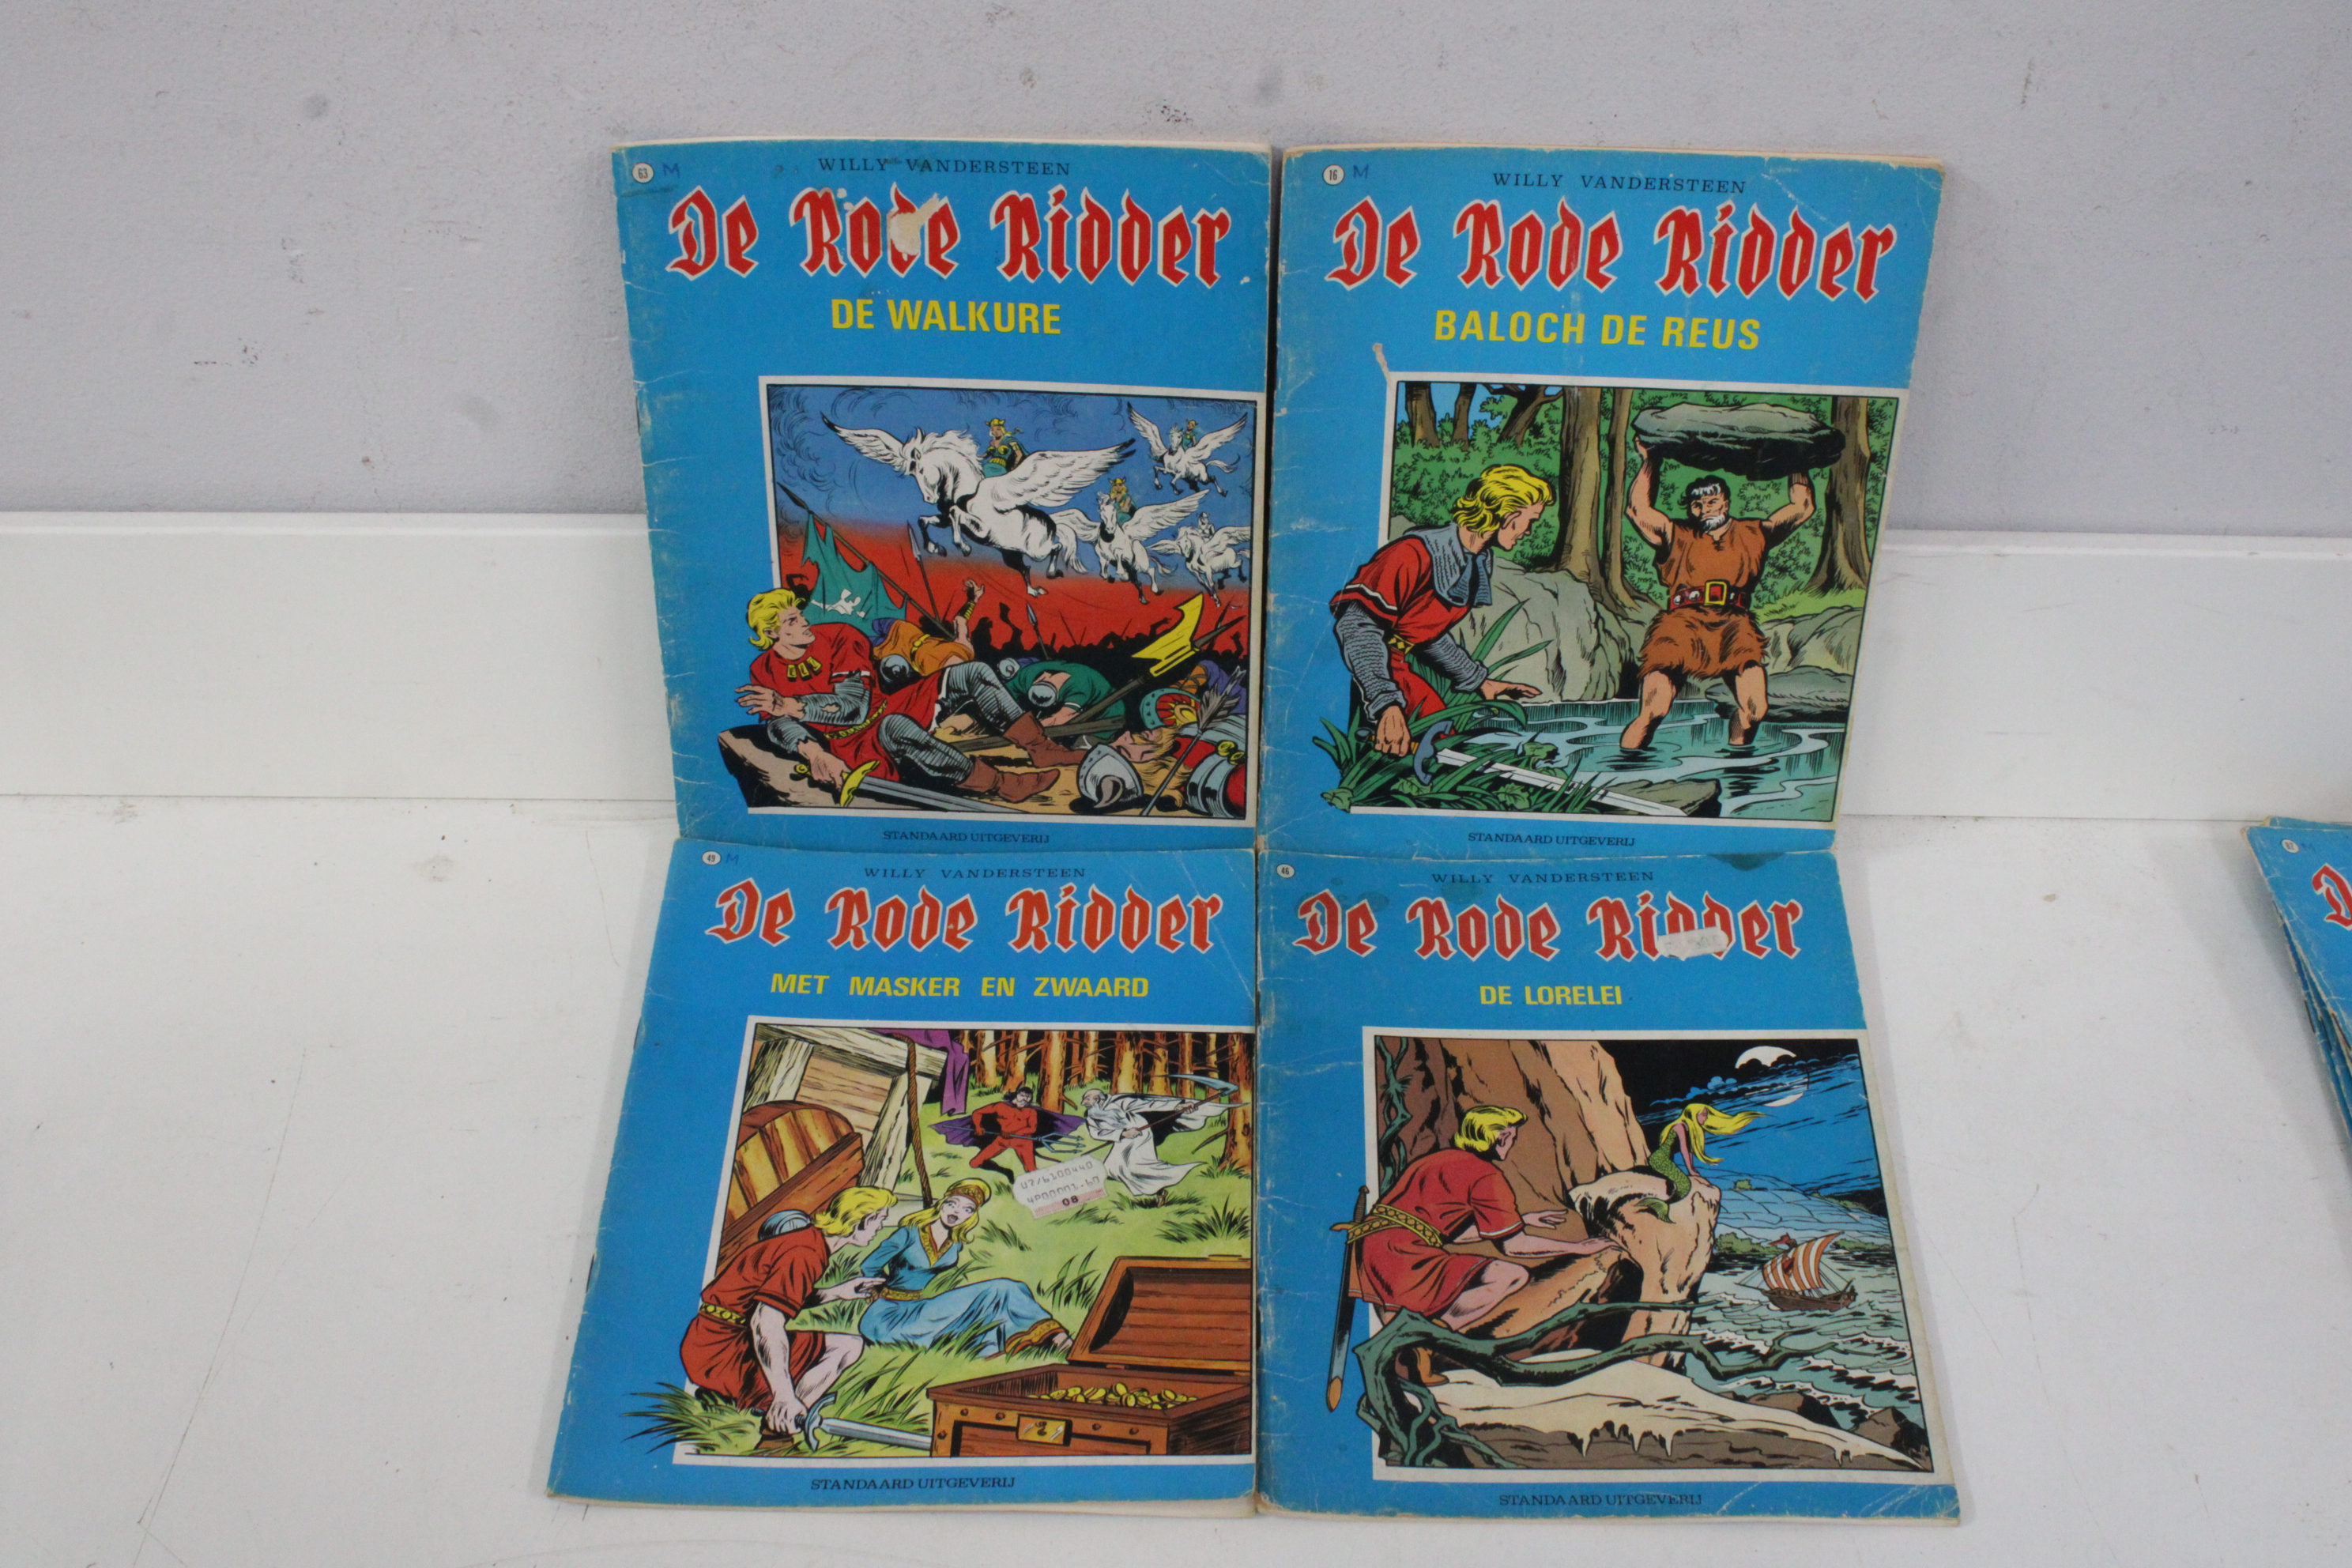 63 M
WILLY VANDERSTEEN
De Rode Ridder
DE WALKURE
STANDAARD UITGEVERIJ
16 M
WILLY VANDERSTEEN
De Rode Ridder
BALOCH DE REUS
STANDAARD UITGEVERIJ
49 M
WILLY VANDERSTEEN
De Rode Ridder
MET MASKER EN ZWAARD
08
STANDAARD UITGEVERIJ
46
WILLY VANDERSTEEN
De Rode Ridder
DE LORELEI
STANDAARD UITGEVERIJ